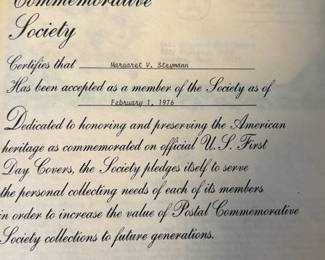 Commemorative
Society
Certifies that Margaret V. Steymann
Has been accepted as a member of the Society as of
February 1, 1976
Dedicated to honoring and preserving the American
heritage as commemorated on official U.S. First
Day Covers, the Society pledges itself to serve
the personal collecting needs of each of its members
in order to increase the value of Postal Commemorative
Society collections to future generations.